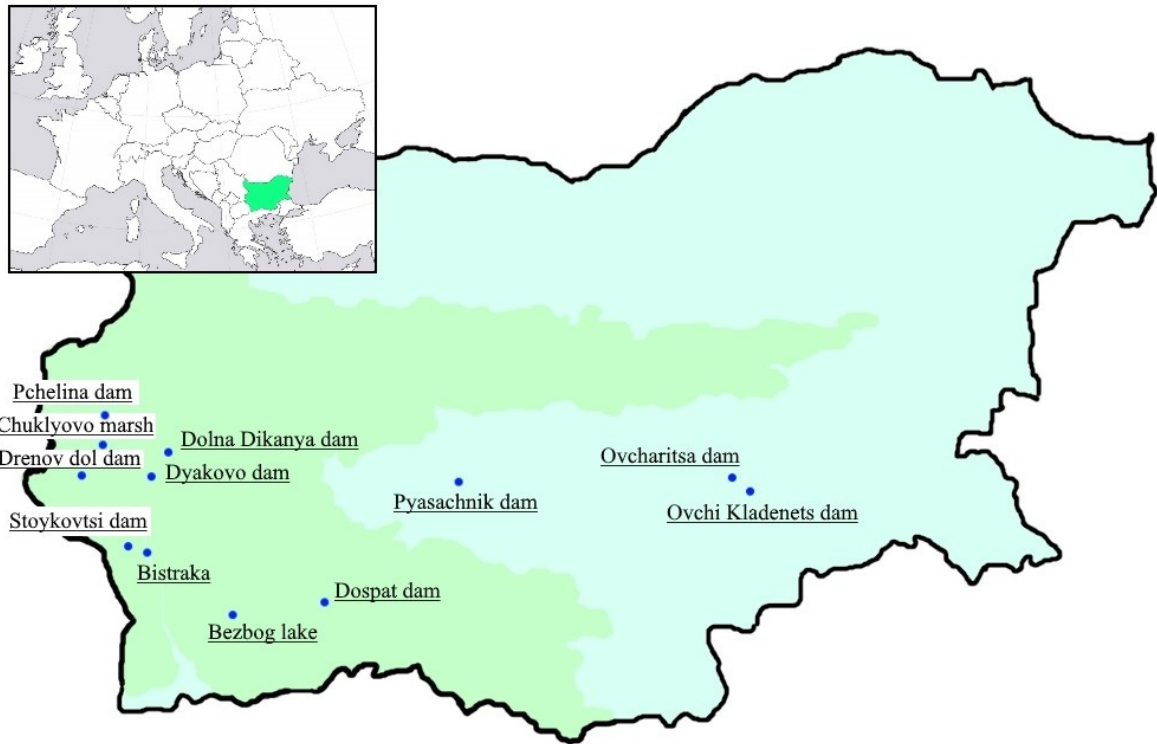 Pchelina dam
Chuklyovo marsh
Drenov dol dam
Dolna Dikanya dam
Dyakovo dam
Stoykovtsi dam
Bistraka
Bezbog lake
Dospat dam
Pyasachnik dam
Ovcharitsa dam
Ovchi Kladenets dam